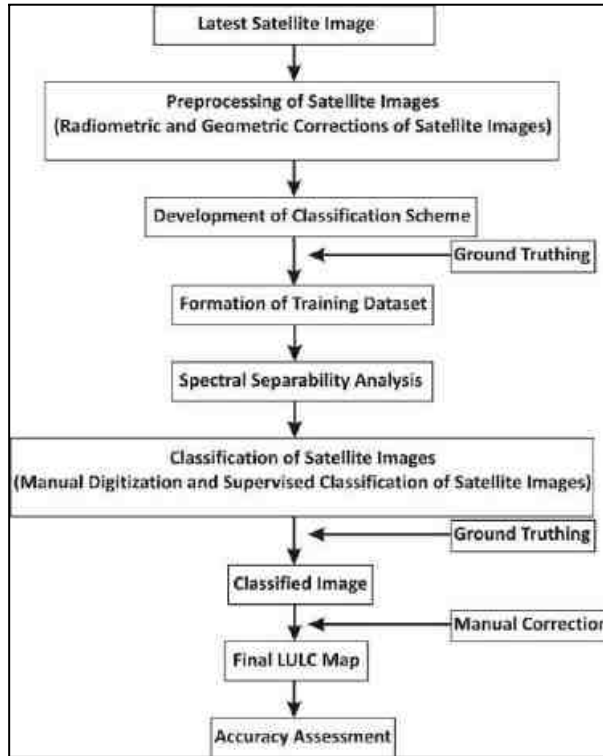 Latest Satellite Image
Preprocessing of Satellite Images
(Radiometric and Geometric Corrections of Satellite Images)
Development of Classification Scheme
Ground Truthing
Formation of Training Dataset
Spectral Separability Analysis
Classification of Satellite Images
(Manual Digitization and Supervised Classification of Satellite Images)
Ground Truthing
Classified Image
Manual Correction
Final LULC Map
Accuracy Assessment